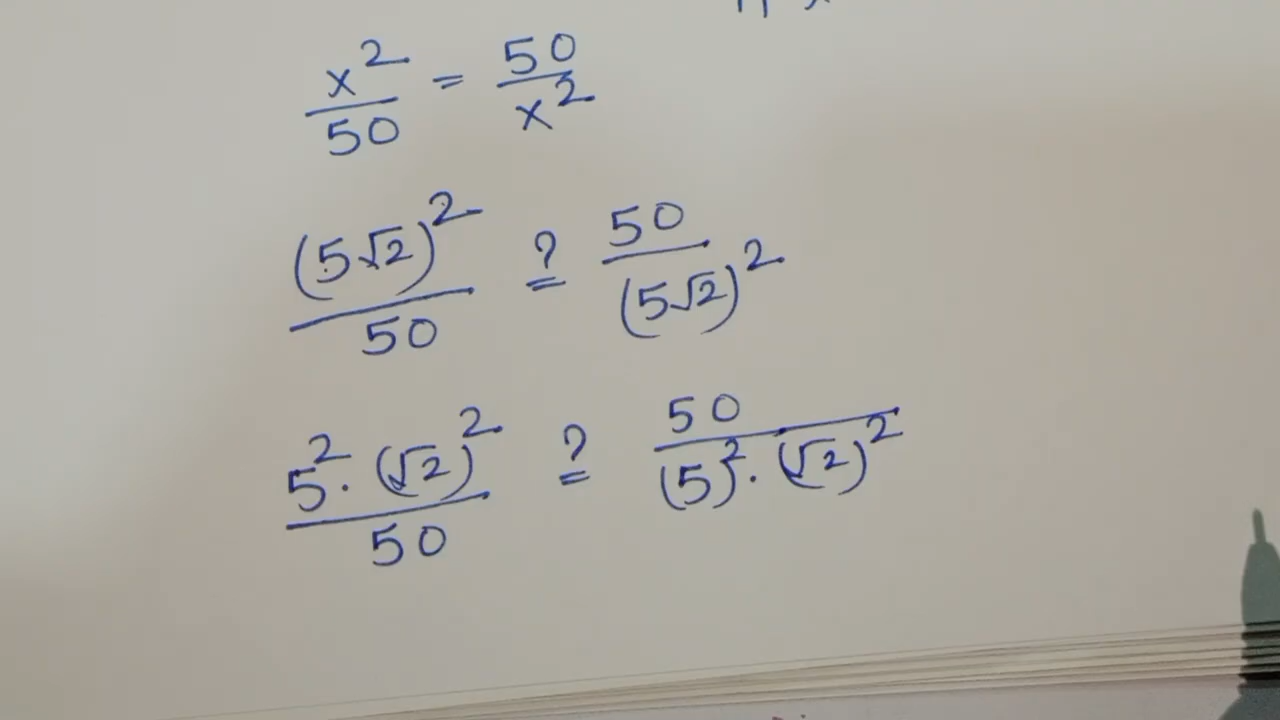 x²/50 = 50/x²
(5√2)²/50 ≟ 50/(5√2)²
5² · (√2)²/50 ≟ 50/(5)² · (√2)²